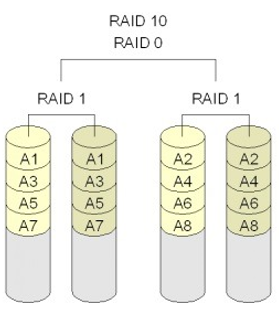 RAID 10
RAID 0
RAID 1 RAID 1
A1 A1 A2 A2
A3 A3 A4 A4
A5 A5 A6 A6
A7 A7 A8 A8